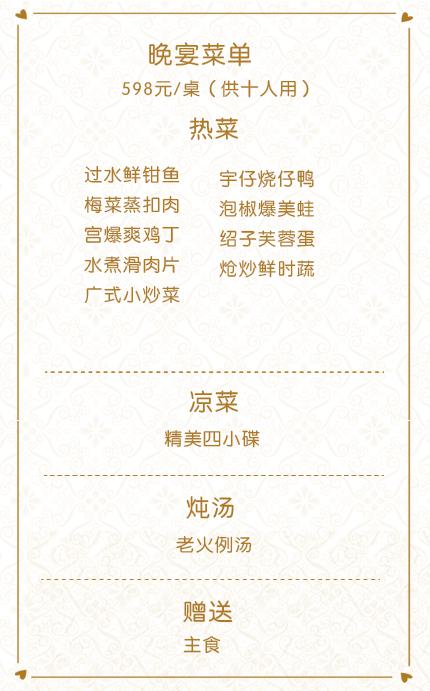 晚宴菜单
598元/桌（供十人用）
热菜
过水鲜钳鱼
梅菜蒸扣肉
宫爆爽鸡丁
水煮滑肉片
广式小炒菜
宇仔烧仔鸭
泡椒爆美蛙
绍子芙蓉蛋
炝炒鲜时蔬
凉菜
精美四小碟
炖汤
老火例汤
赠送
主食